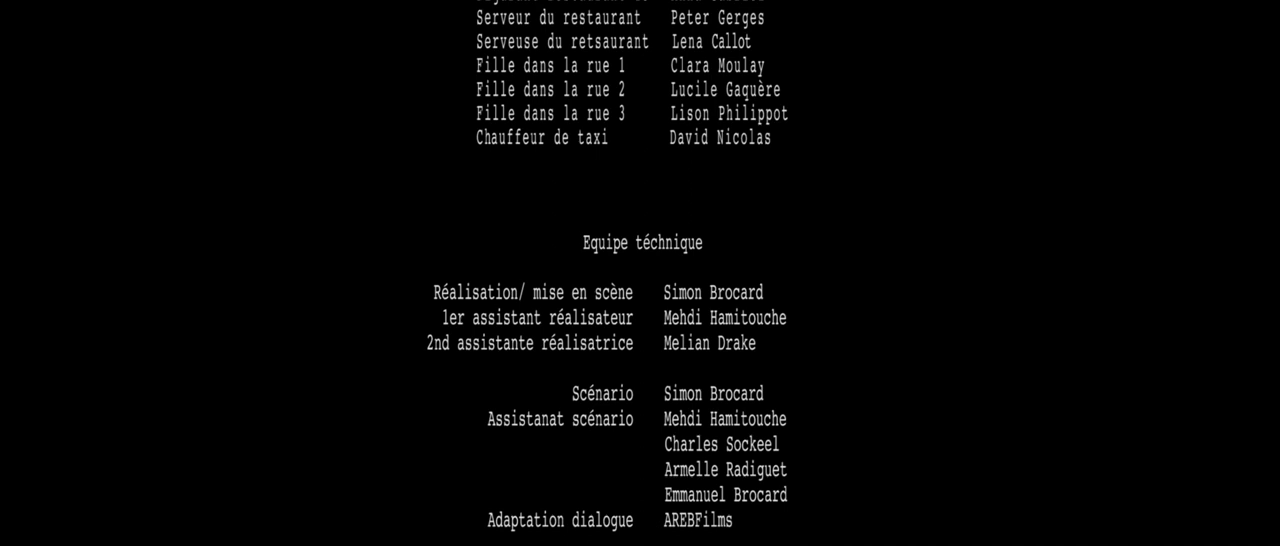 Serveur du restaurant Peter Gerges
Serveuse du retsaurant Lena Callot
Fille dans la rue 1 Clara Moulay
Fille dans la rue 2 Lucile Gaquère
Fille dans la rue 3 Lison Philippot
Chauffeur de taxi David Nicolas
Equipe téchnique
Réalisation/ mise en scène Simon Brocard
1er assistant réalisateur Mehdi Hamitouche
2nd assistante réalisatrice Melian Drake
Scénario Simon Brocard
Assistanat scénario Mehdi Hamitouche
Charles Sockeel
Armelle Radiguet
Emmanuel Brocard
Adaptation dialogue AREBFilms